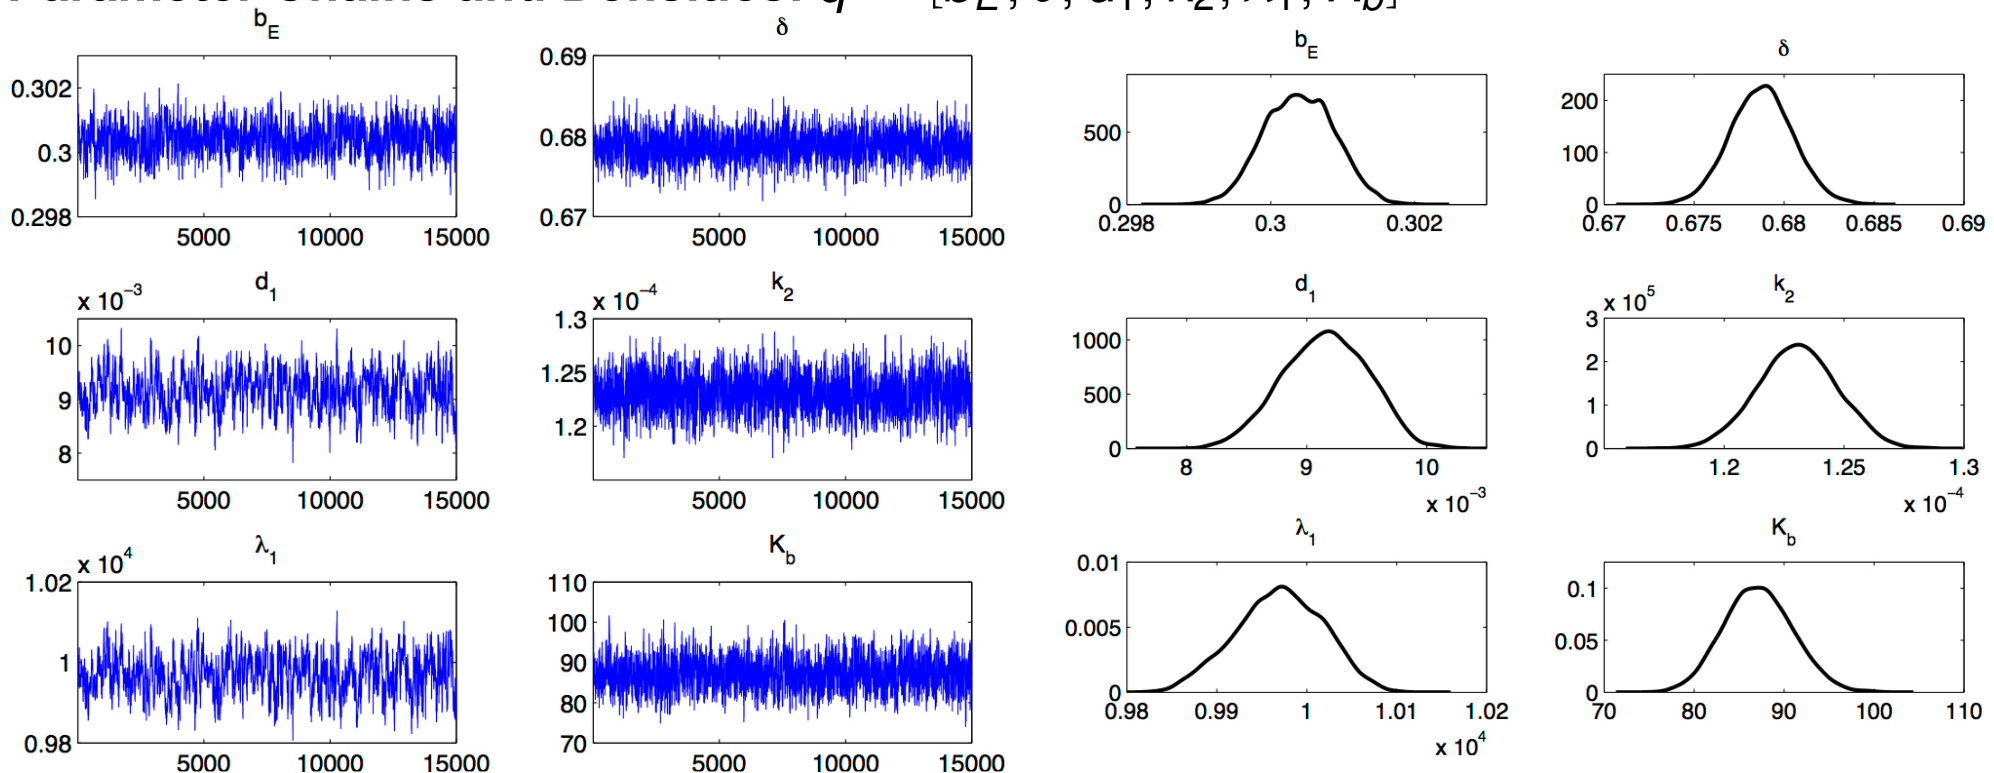 b_E δ
0.302
0.3
0.298
5000 10000 15000
0.69
0.68
0.67
5000 10000 15000
b_E δ
500
0
0.298 0.3 0.302
200
100
0
0.67 0.675 0.68 0.685 0.69
d_1 k_2
x 10^−3
10
9
8
5000 10000 15000
x 10^−4
1.3
1.25
1.2
5000 10000 15000
d_1 k_2
1000
500
0
8 9 10
x 10^−3
x 10^5
3
2
1
0
1.2 1.25 1.3
x 10^−4
λ_1 K_b
x 10^4
1.02
1
0.98
5000 10000 15000
110
100
90
80
70
5000 10000 15000
λ_1 K_b
0.01
0.005
0
0.98 0.99 1 1.01 1.02
x 10^4
0.1
0.05
0
70 80 90 100 110